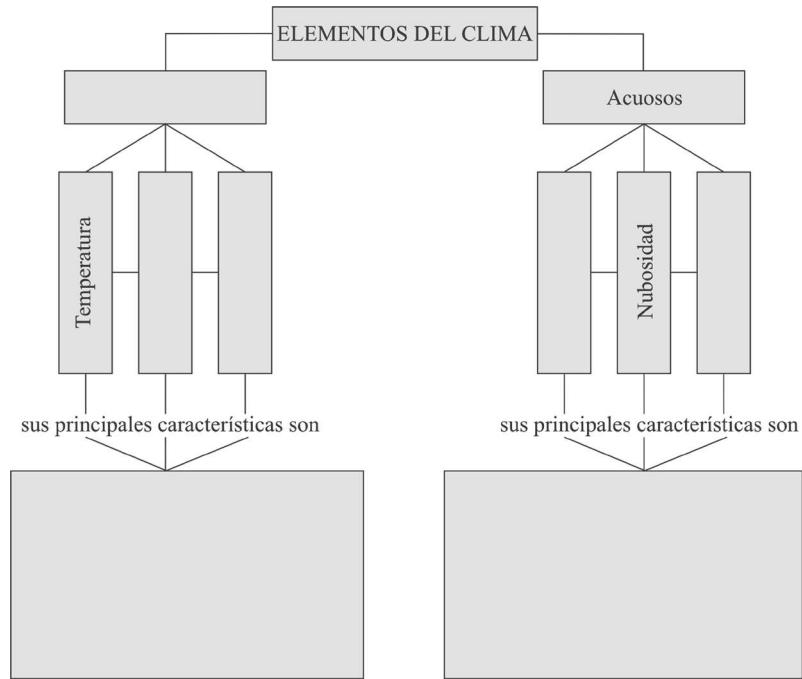 ELEMENTOS DEL CLIMA
Acuosos
Temperatura
Nubosidad
sus principales características son
sus principales características son